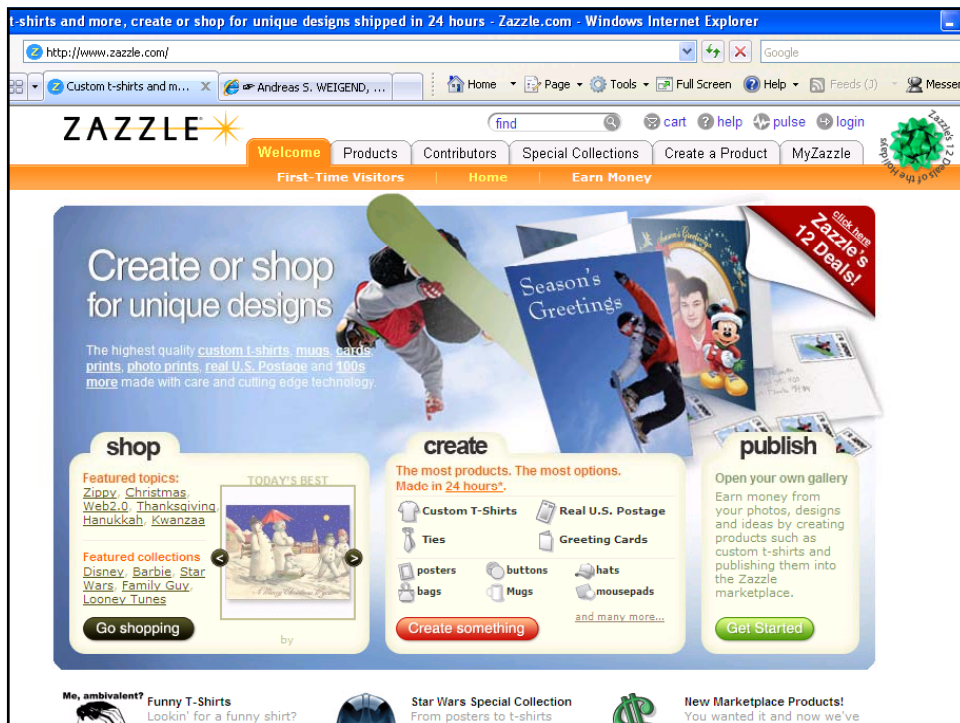 t-shirts and more, create or shop for unique designs shipped in 24 hours - Zazzle.com - Windows Internet Explorer
http://www.zazzle.com/
Google
Custom t-shirts and m...
Andreas S. WEIGEND, ...
Home
Page
Tools
Full Screen
Help
Feeds (J)
Messen
ZAZZLE
find
cart
help
pulse
login
Zazzle's 12 Deals of the Holidays
Welcome
Products
Contributors
Special Collections
Create a Product
MyZazzle
First-Time Visitors
Home
Earn Money
Create or shop
for unique designs
The highest quality custom t-shirts, mugs, cards,
prints, photo prints, real U.S. Postage and 100s
more made with care and cutting edge technology.
Season's
Greetings
Season's Greetings
click here
Zazzle's
12 Deals!
shop
Featured topics:
Zippy, Christmas,
Web2.0, Thanksgiving,
Hanukkah, Kwanzaa
Featured collections
Disney, Barbie, Star
Wars, Family Guy,
Looney Tunes
Go shopping
TODAY'S BEST
by
create
The most products. The most options.
Made in 24 hours*.
Custom T-Shirts
Real U.S. Postage
Ties
Greeting Cards
posters
buttons
hats
bags
Mugs
mousepads
and many more...
Create something
publish
Open your own gallery
Earn money from
your photos, designs
and ideas by creating
products such as
custom t-shirts and
publishing them into
the Zazzle
marketplace.
Get Started
Me, ambivalent?
Funny T-Shirts
Lookin' for a funny shirt?
Star Wars Special Collection
From posters to t-shirts
New Marketplace Products!
You wanted it and now we've